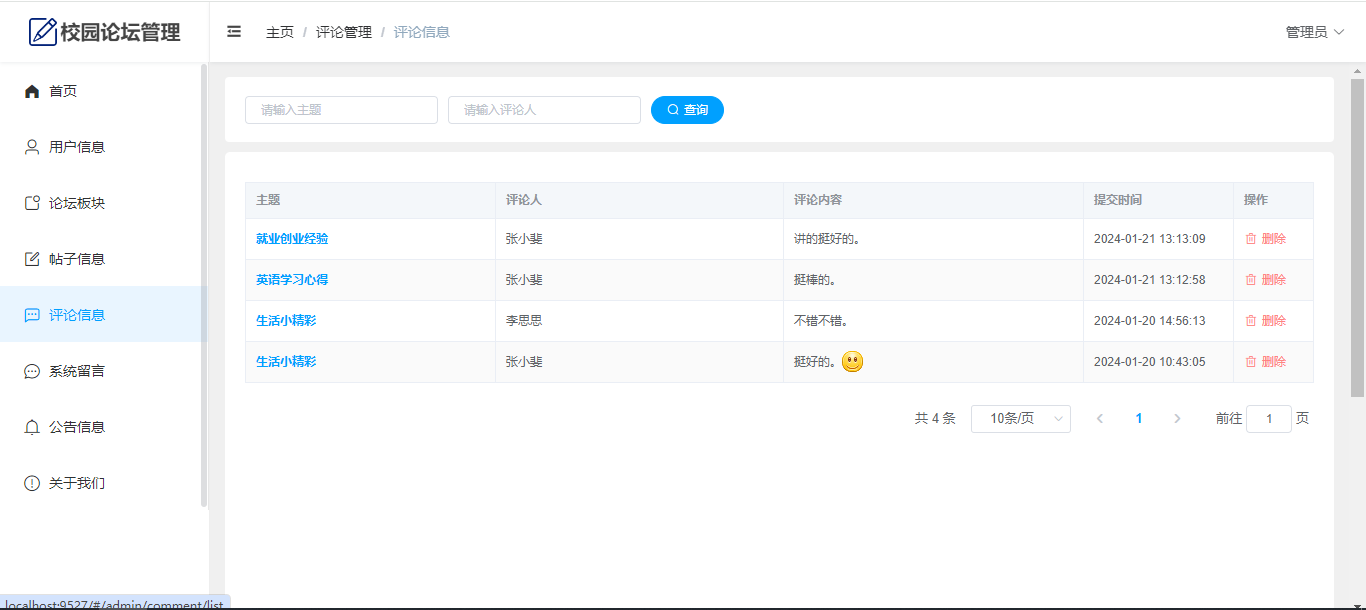 校园论坛管理
主页 / 评论管理 / 评论信息
管理员
首页
用户信息
论坛板块
帖子信息
评论信息
系统留言
公告信息
关于我们
请输入主题 请输入评论人 查询
主题 评论人 评论内容 提交时间 操作
就业创业经验 张小斐 讲的挺好的。 2024-01-21 13:13:09 删除
英语学习心得 张小斐 挺棒的。 2024-01-21 13:12:58 删除
生活小精彩 李思思 不错不错。 2024-01-20 14:56:13 删除
生活小精彩 张小斐 挺好的。 2024-01-20 10:43:05 删除
共 4 条 10条/页 1 前往 1 页
localhost:9527/#/admin/comment/list